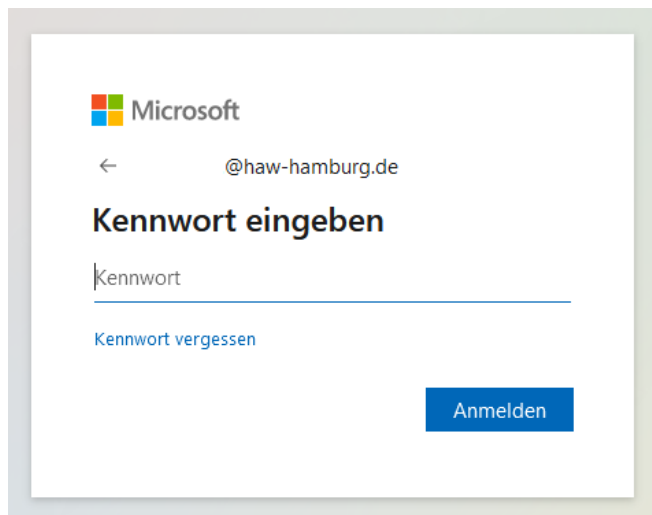 Microsoft
← @haw-hamburg.de
Kennwort eingeben
Kennwort
Kennwort vergessen
Anmelden